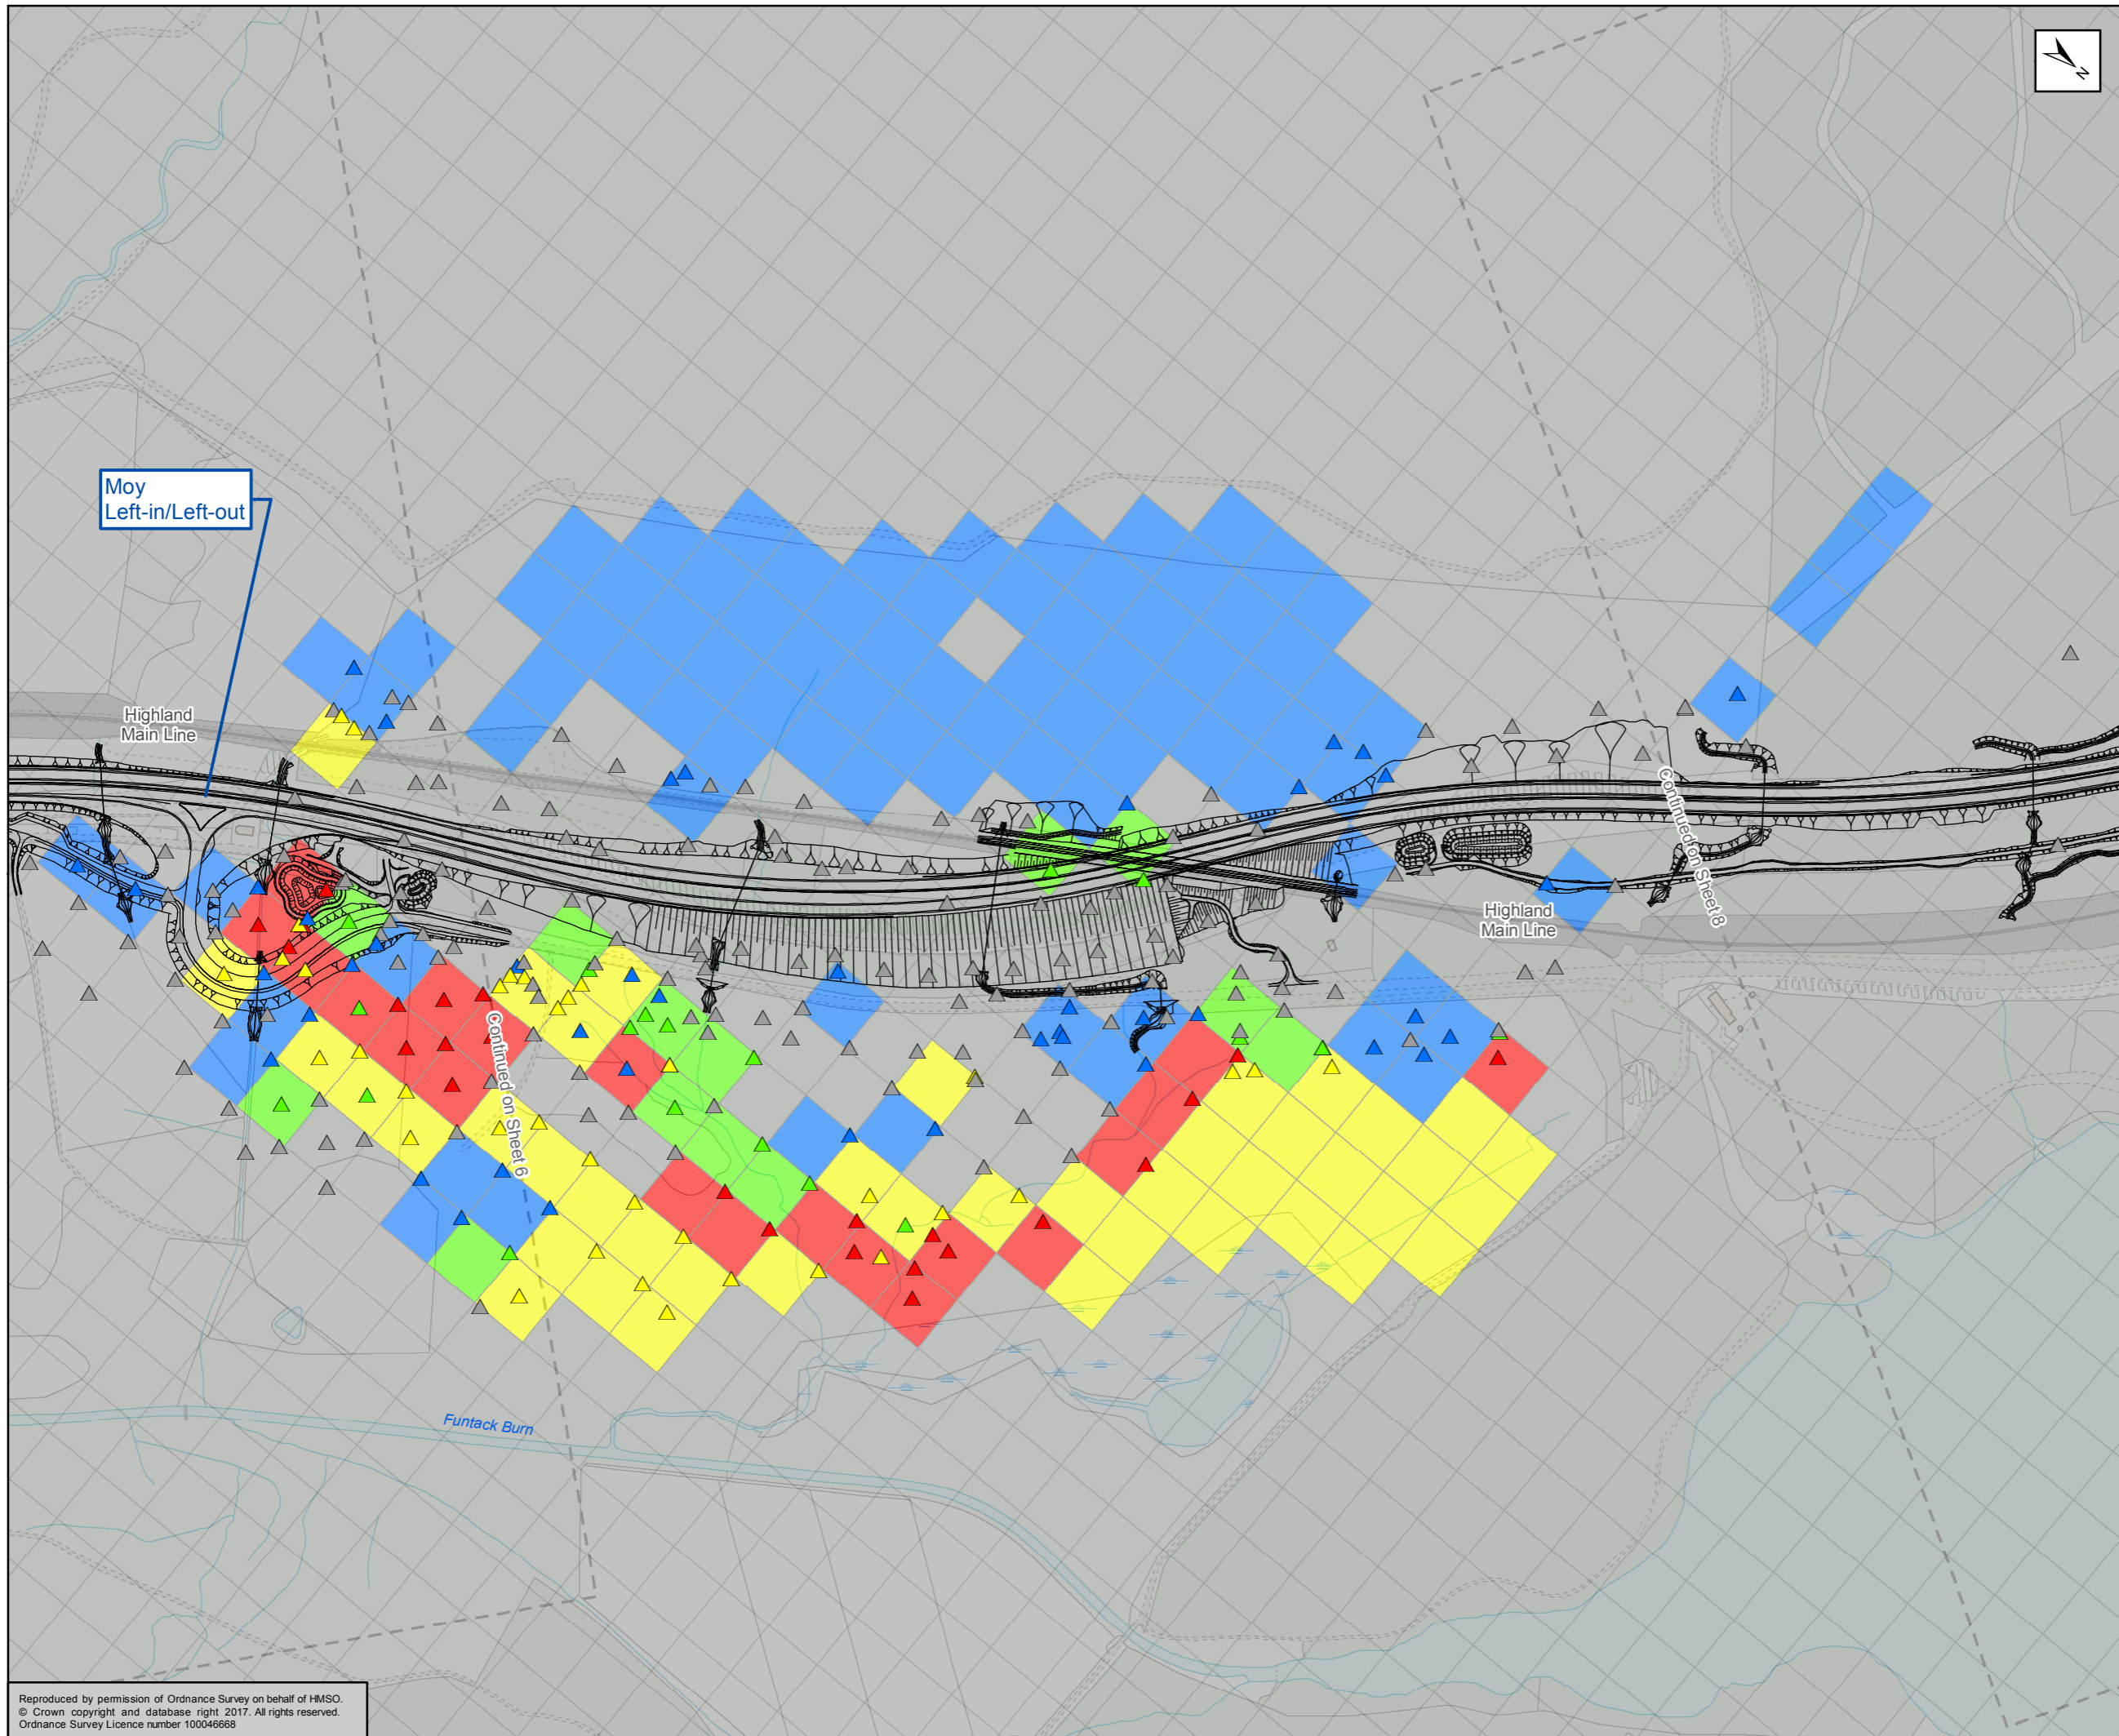 N
Moy
Left-in/Left-out
Highland
Main Line
Continued on Sheet 8
Highland
Main Line
Continued on Sheet 6
Funtack Burn
Reproduced by permission of Ordnance Survey on behalf of HMSO.
© Crown copyright and database right 2017. All rights reserved.
Ordnance Survey Licence number 100046668